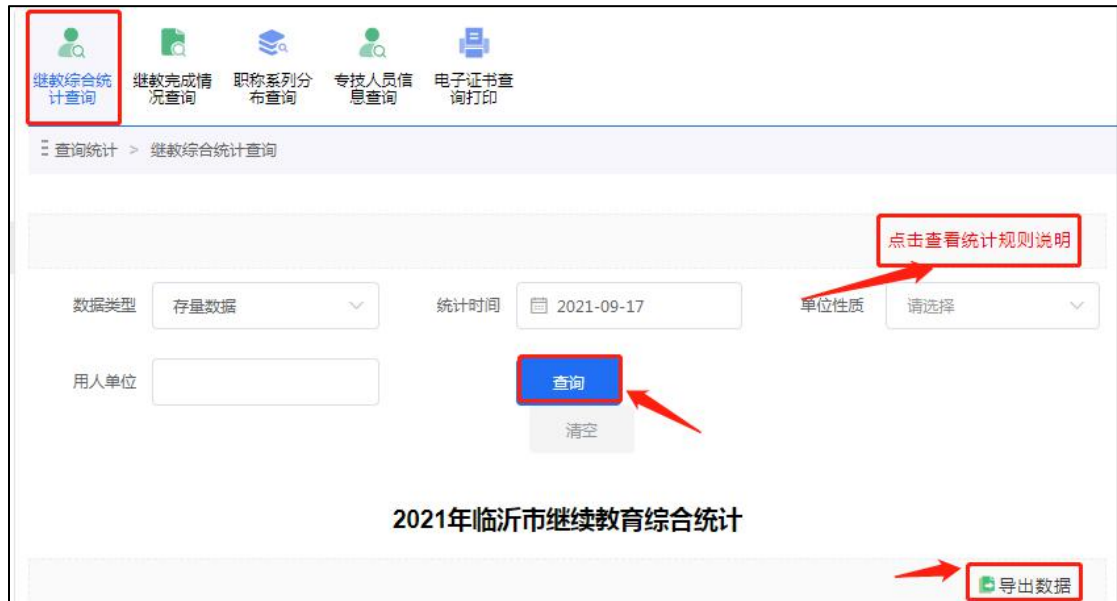 继教综合统计查询
继教完成情况查询
职称系列分布查询
专技人员信息查询
电子证书查询打印
查询统计 > 继教综合统计查询
点击查看统计规则说明
数据类型 存量数据 统计时间 2021-09-17 单位性质 请选择
用人单位 查询
清空
2021年临沂市继续教育综合统计
导出数据